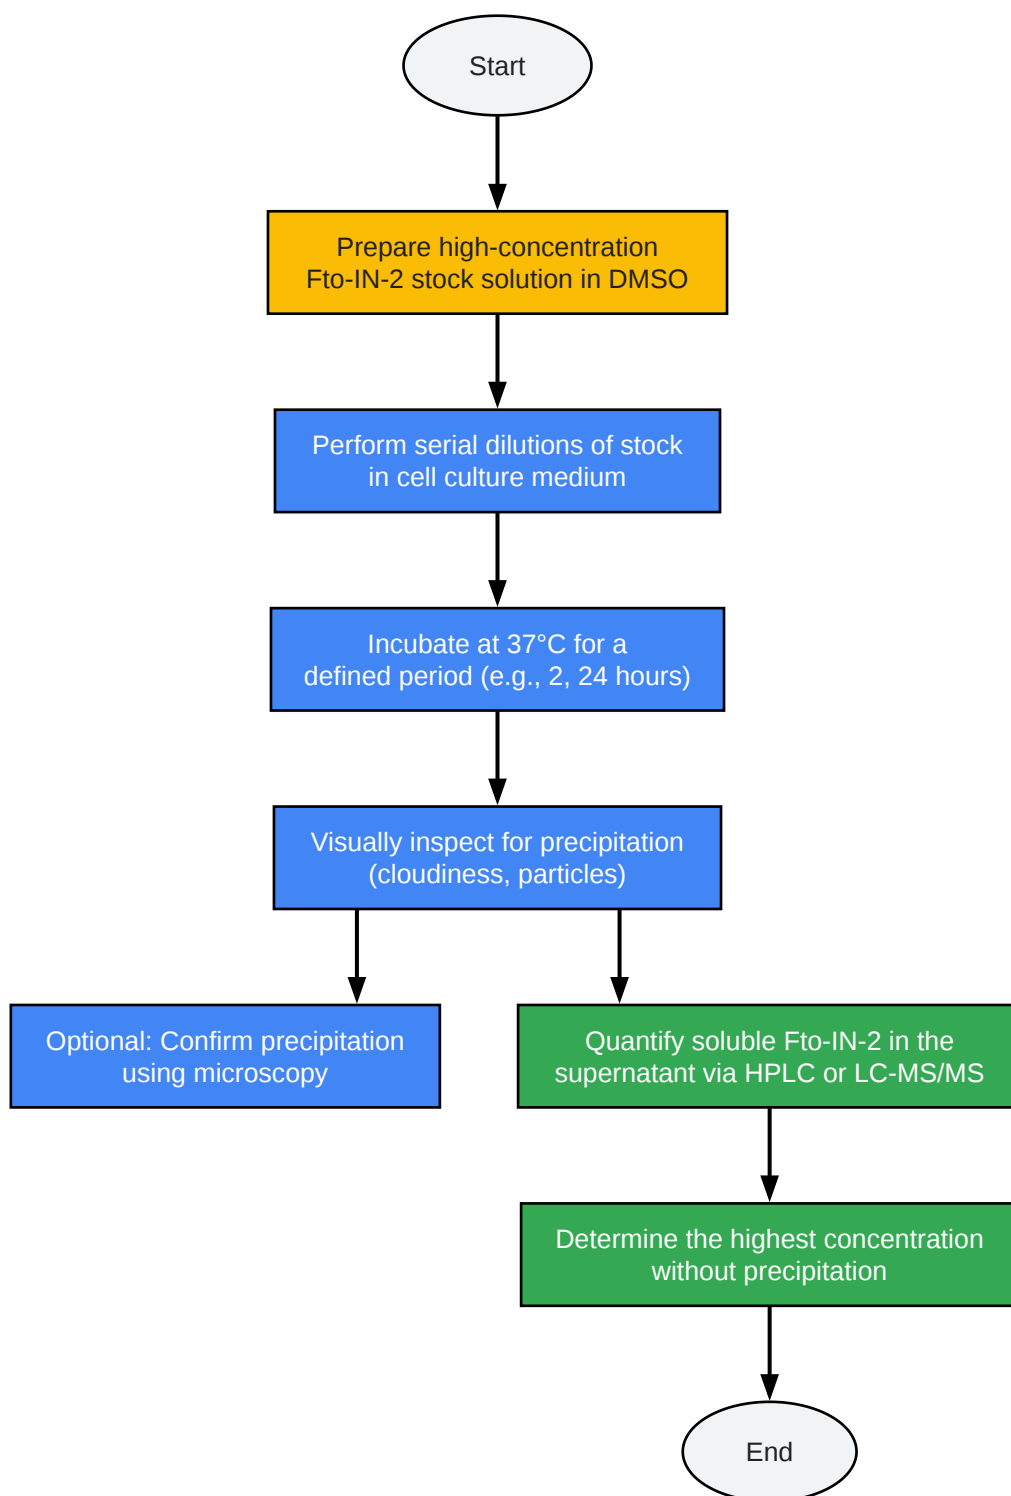 Start
Prepare high-concentration
Fto-IN-2 stock solution in DMSO
Perform serial dilutions of stock
in cell culture medium
Incubate at 37°C for a
defined period (e.g., 2, 24 hours)
Visually inspect for precipitation
(cloudiness, particles)
Optional: Confirm precipitation
using microscopy
Quantify soluble Fto-IN-2 in the
supernatant via HPLC or LC-MS/MS
Determine the highest concentration
without precipitation
End